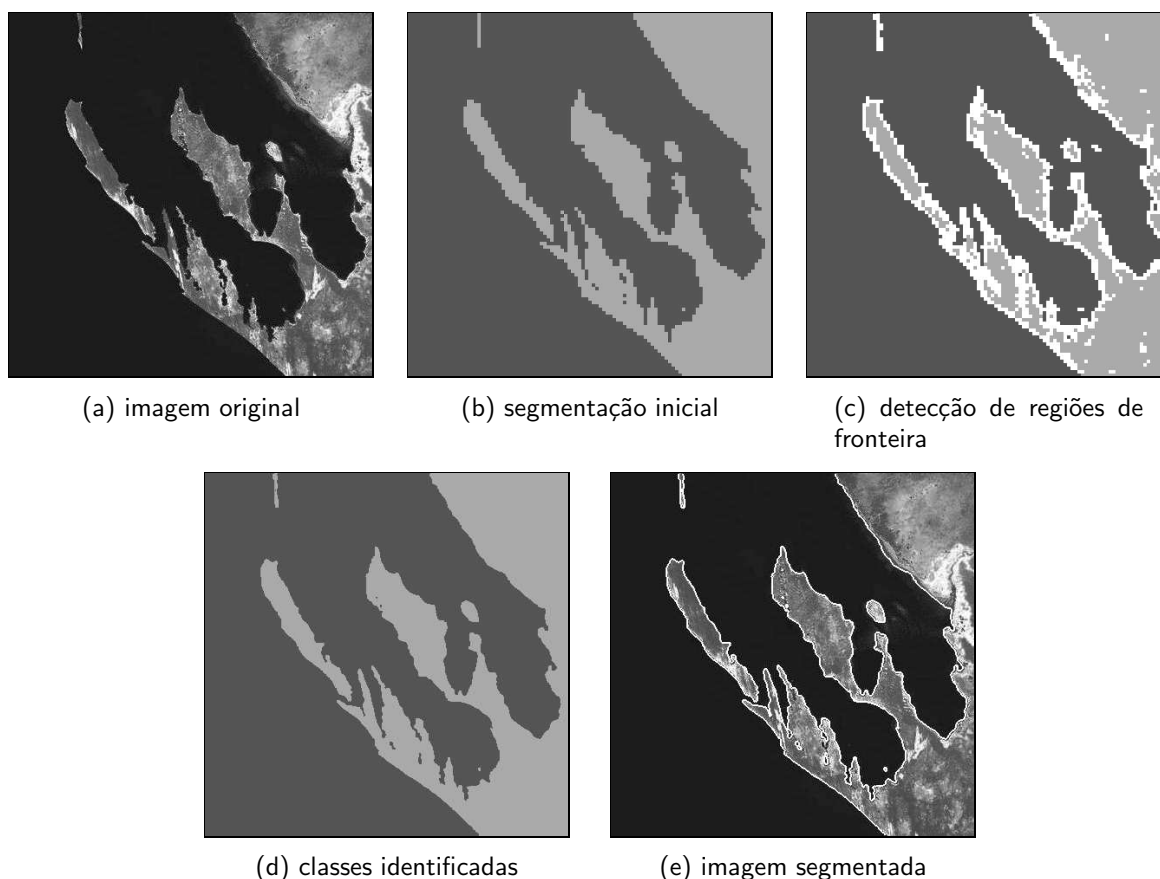 (a) imagem original
(b) segmentação inicial
(c) detecção de regiões de
fronteira
(d) classes identificadas
(e) imagem segmentada